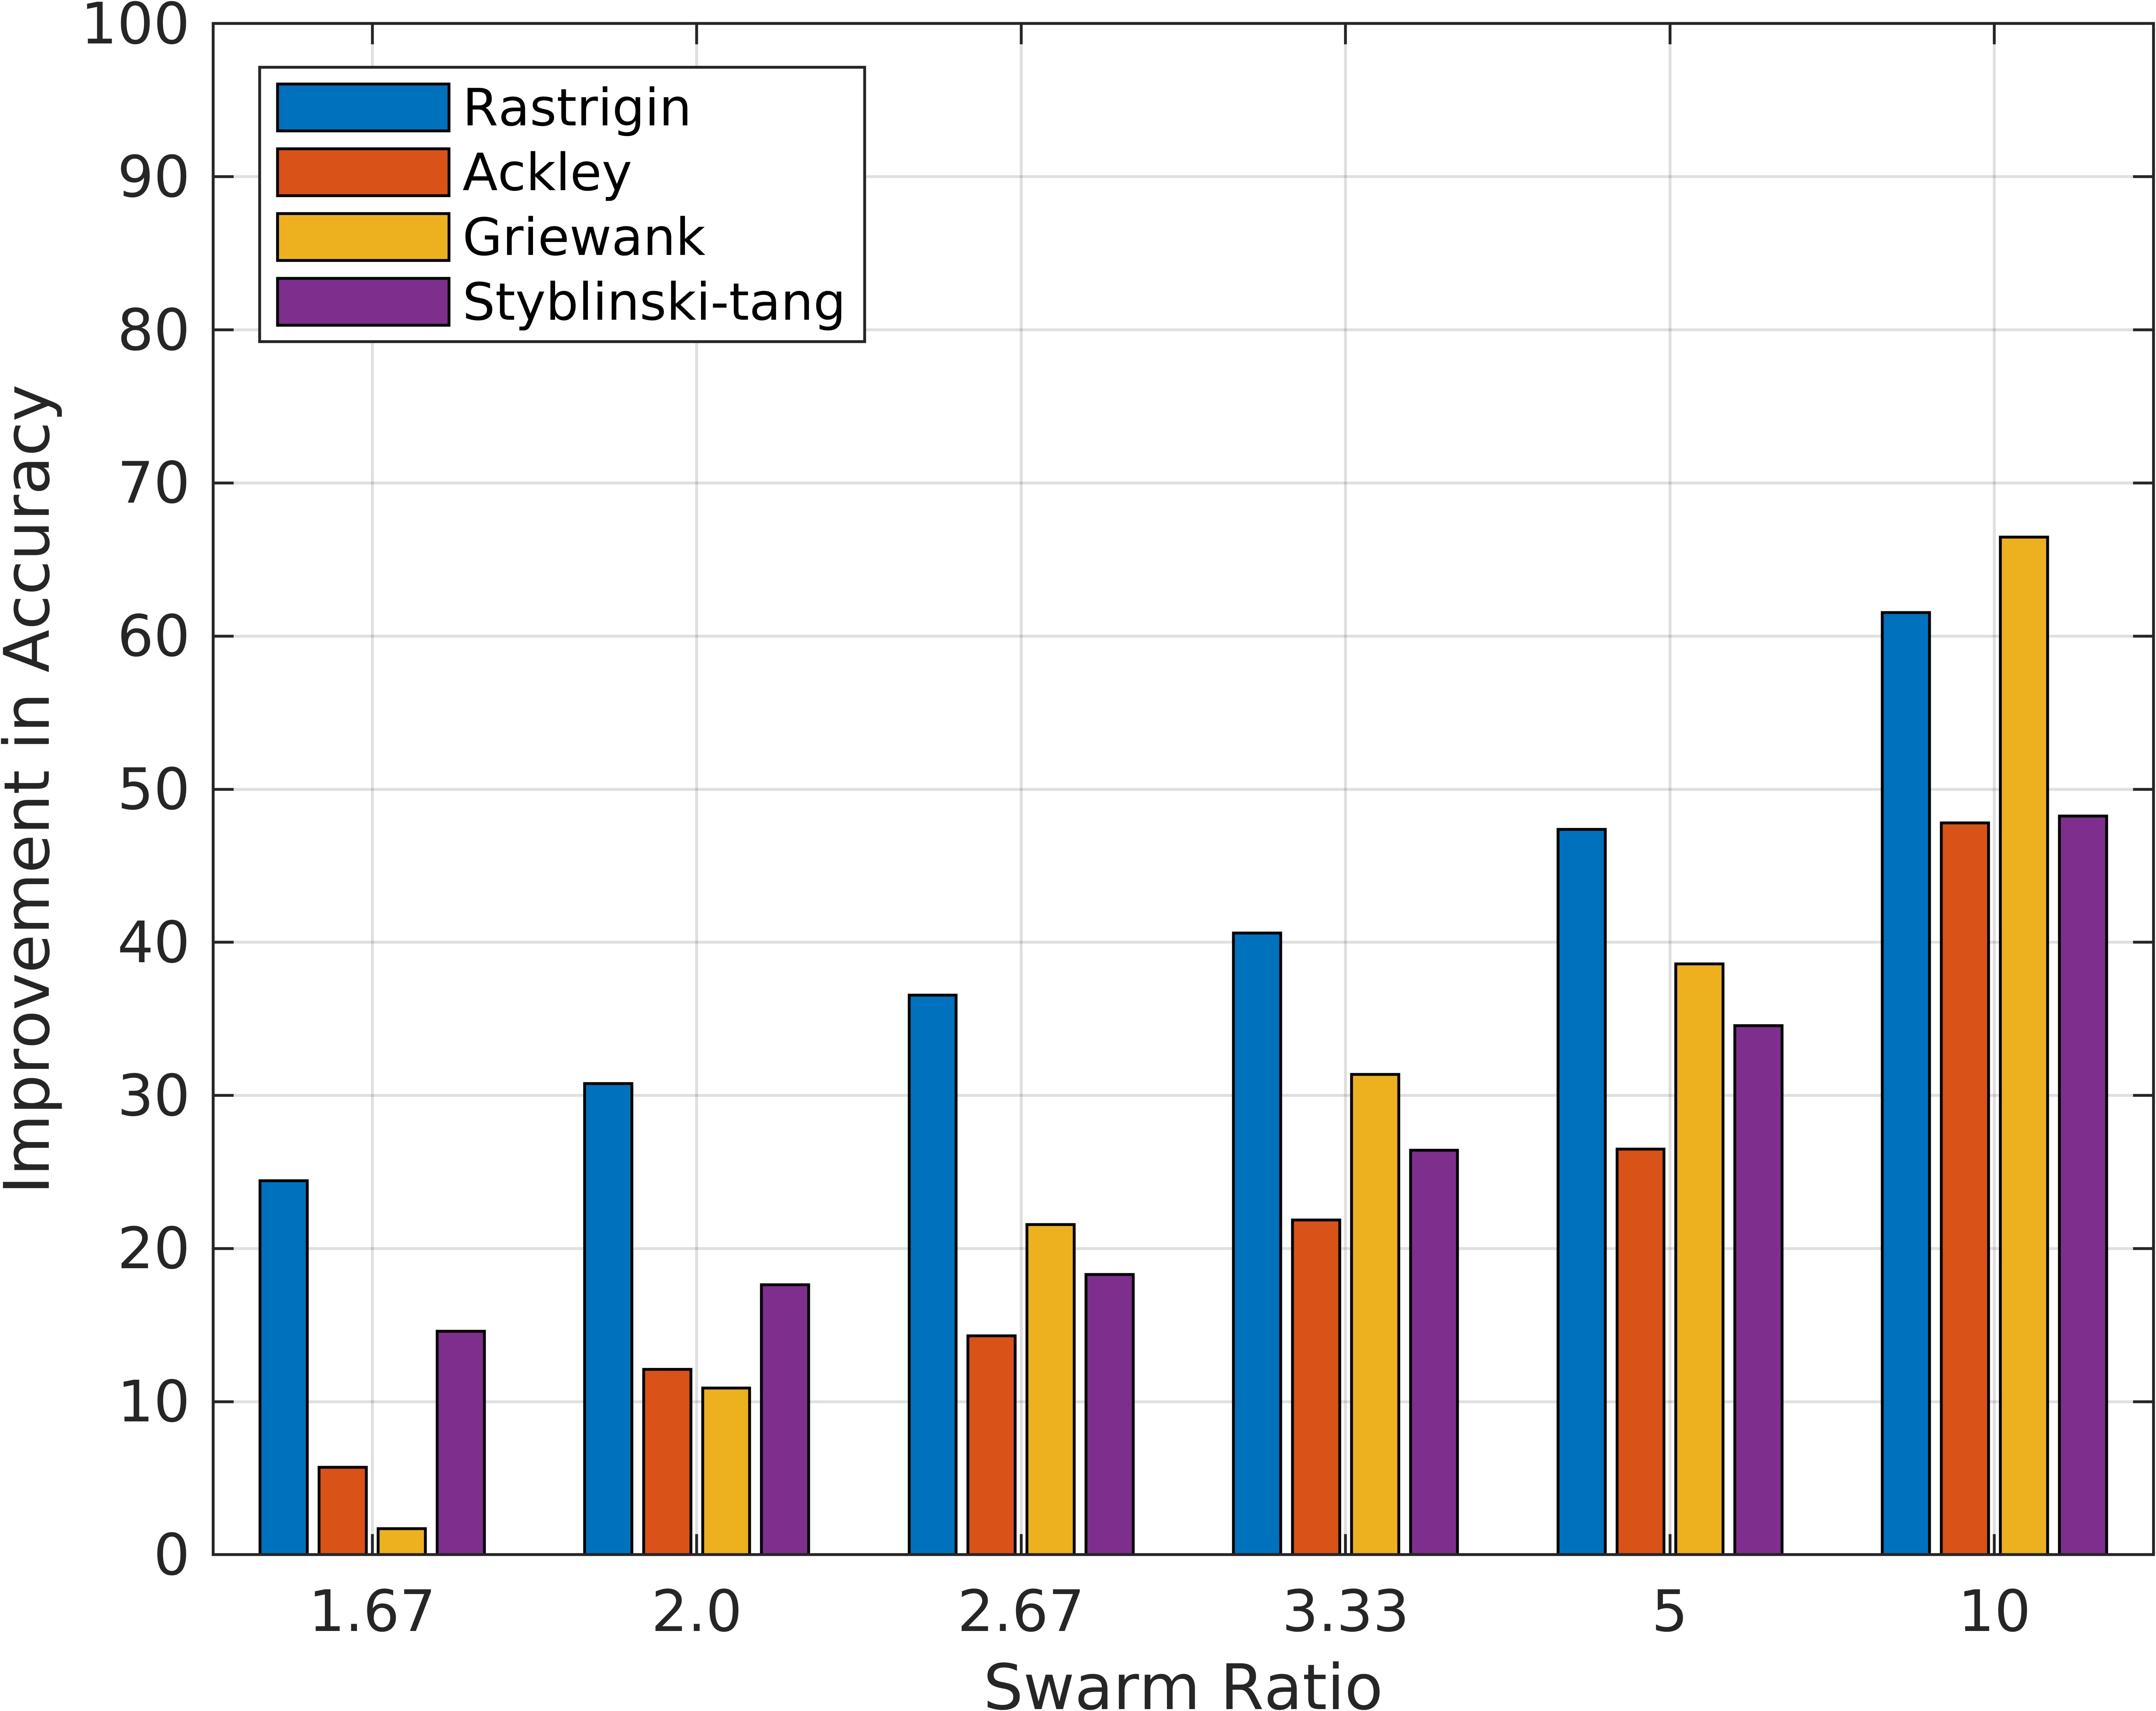 100
90
80
70
60
50
40
30
20
10
0
Improvement in Accuracy
Rastrigin
Ackley
Griewank
Styblinski-tang
1.67 2.0 2.67 3.33 5 10
Swarm Ratio